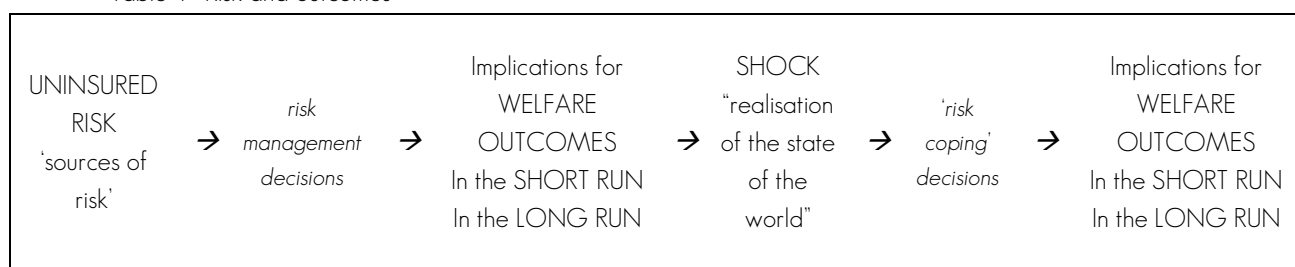 Table 1 Risk and outcomes
UNINSURED
RISK
‘sources of
risk’
→
risk
management
decisions
→
Implications for
WELFARE
OUTCOMES
In the SHORT RUN
In the LONG RUN
→
SHOCK
“realisation
of the state
of the
world”
→
‘risk
coping’
decisions
→
Implications for
WELFARE
OUTCOMES
In the SHORT RUN
In the LONG RUN